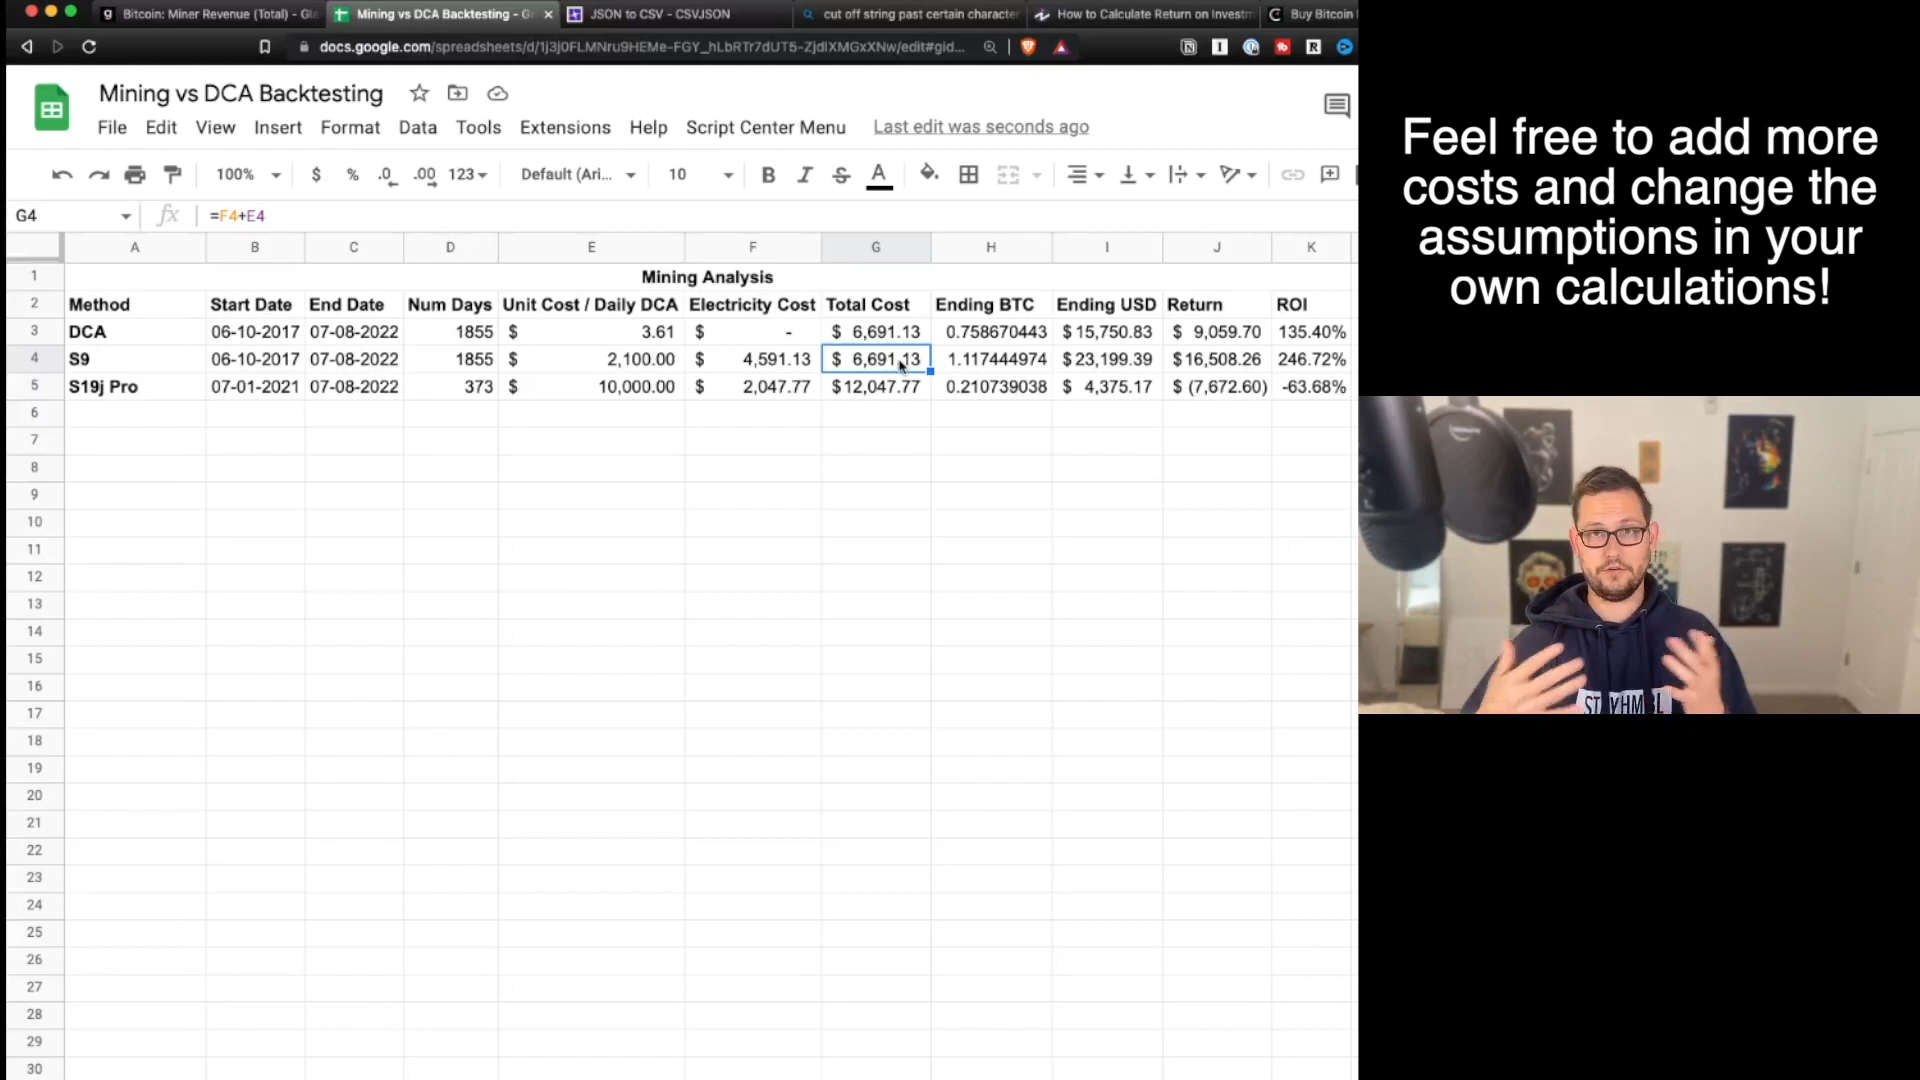 Bitcoin: Miner Revenue (Total) - Gla
Mining vs DCA Backtesting - Go
JSON to CSV - CSVJSON
cut off string past certain character
How to Calculate Return on Investm
Buy Bitcoin
docs.google.com/spreadsheets/d/1j3j0FLMNru9HEMe-FGY_hLbRTr7dUT5-ZjdIXMGxXNw/edit#gid...
Mining vs DCA Backtesting
File Edit View Insert Format Data Tools Extensions Help Script Center Menu Last edit was seconds ago
100% $ % .0 .00 123 Default (Ari... 10 B I S A
G4 fx =F4+E4
A B C D E F G H I J K
1 Mining Analysis
2 Method Start Date End Date Num Days Unit Cost / Daily DCA Electricity Cost Total Cost Ending BTC Ending USD Return ROI
3 DCA 06-10-2017 07-08-2022 1855 $ 3.61 $ - $ 6,691.13 0.758670443 $ 15,750.83 $ 9,059.70 135.40%
4 S9 06-10-2017 07-08-2022 1855 $ 2,100.00 $ 4,591.13 $ 6,691.13 1.117444974 $ 23,199.39 $ 16,508.26 246.72%
5 S19j Pro 07-01-2021 07-08-2022 373 $ 10,000.00 $ 2,047.77 $ 12,047.77 0.210739038 $ 4,375.17 $ (7,672.60) -63.68%
6
7
8
9
10
11
12
13
14
15
16
17
18
19
20
21
22
23
24
25
26
27
28
29
30
Feel free to add more
costs and change the
assumptions in your
own calculations!